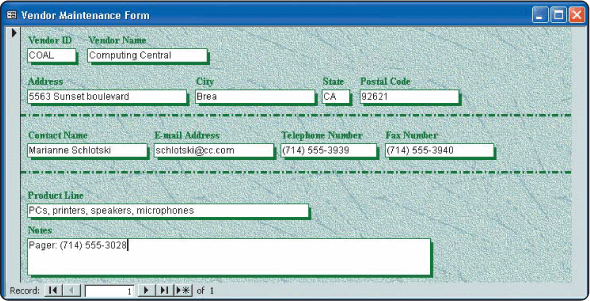 Vendor Maintenance Form
Vendor ID Vendor Name
COAL Computing Central
Address City State Postal Code
5563 Sunset boulevard Brea CA 92621
Contact Name E-mail Address Telephone Number Fax Number
Marianne Schlotski schlotski@cc.com (714) 555-3939 (714) 555-3940
Product Line
PCs, printers, speakers, microphones
Notes
Pager: (714) 555-3028
Record: 1 of 1